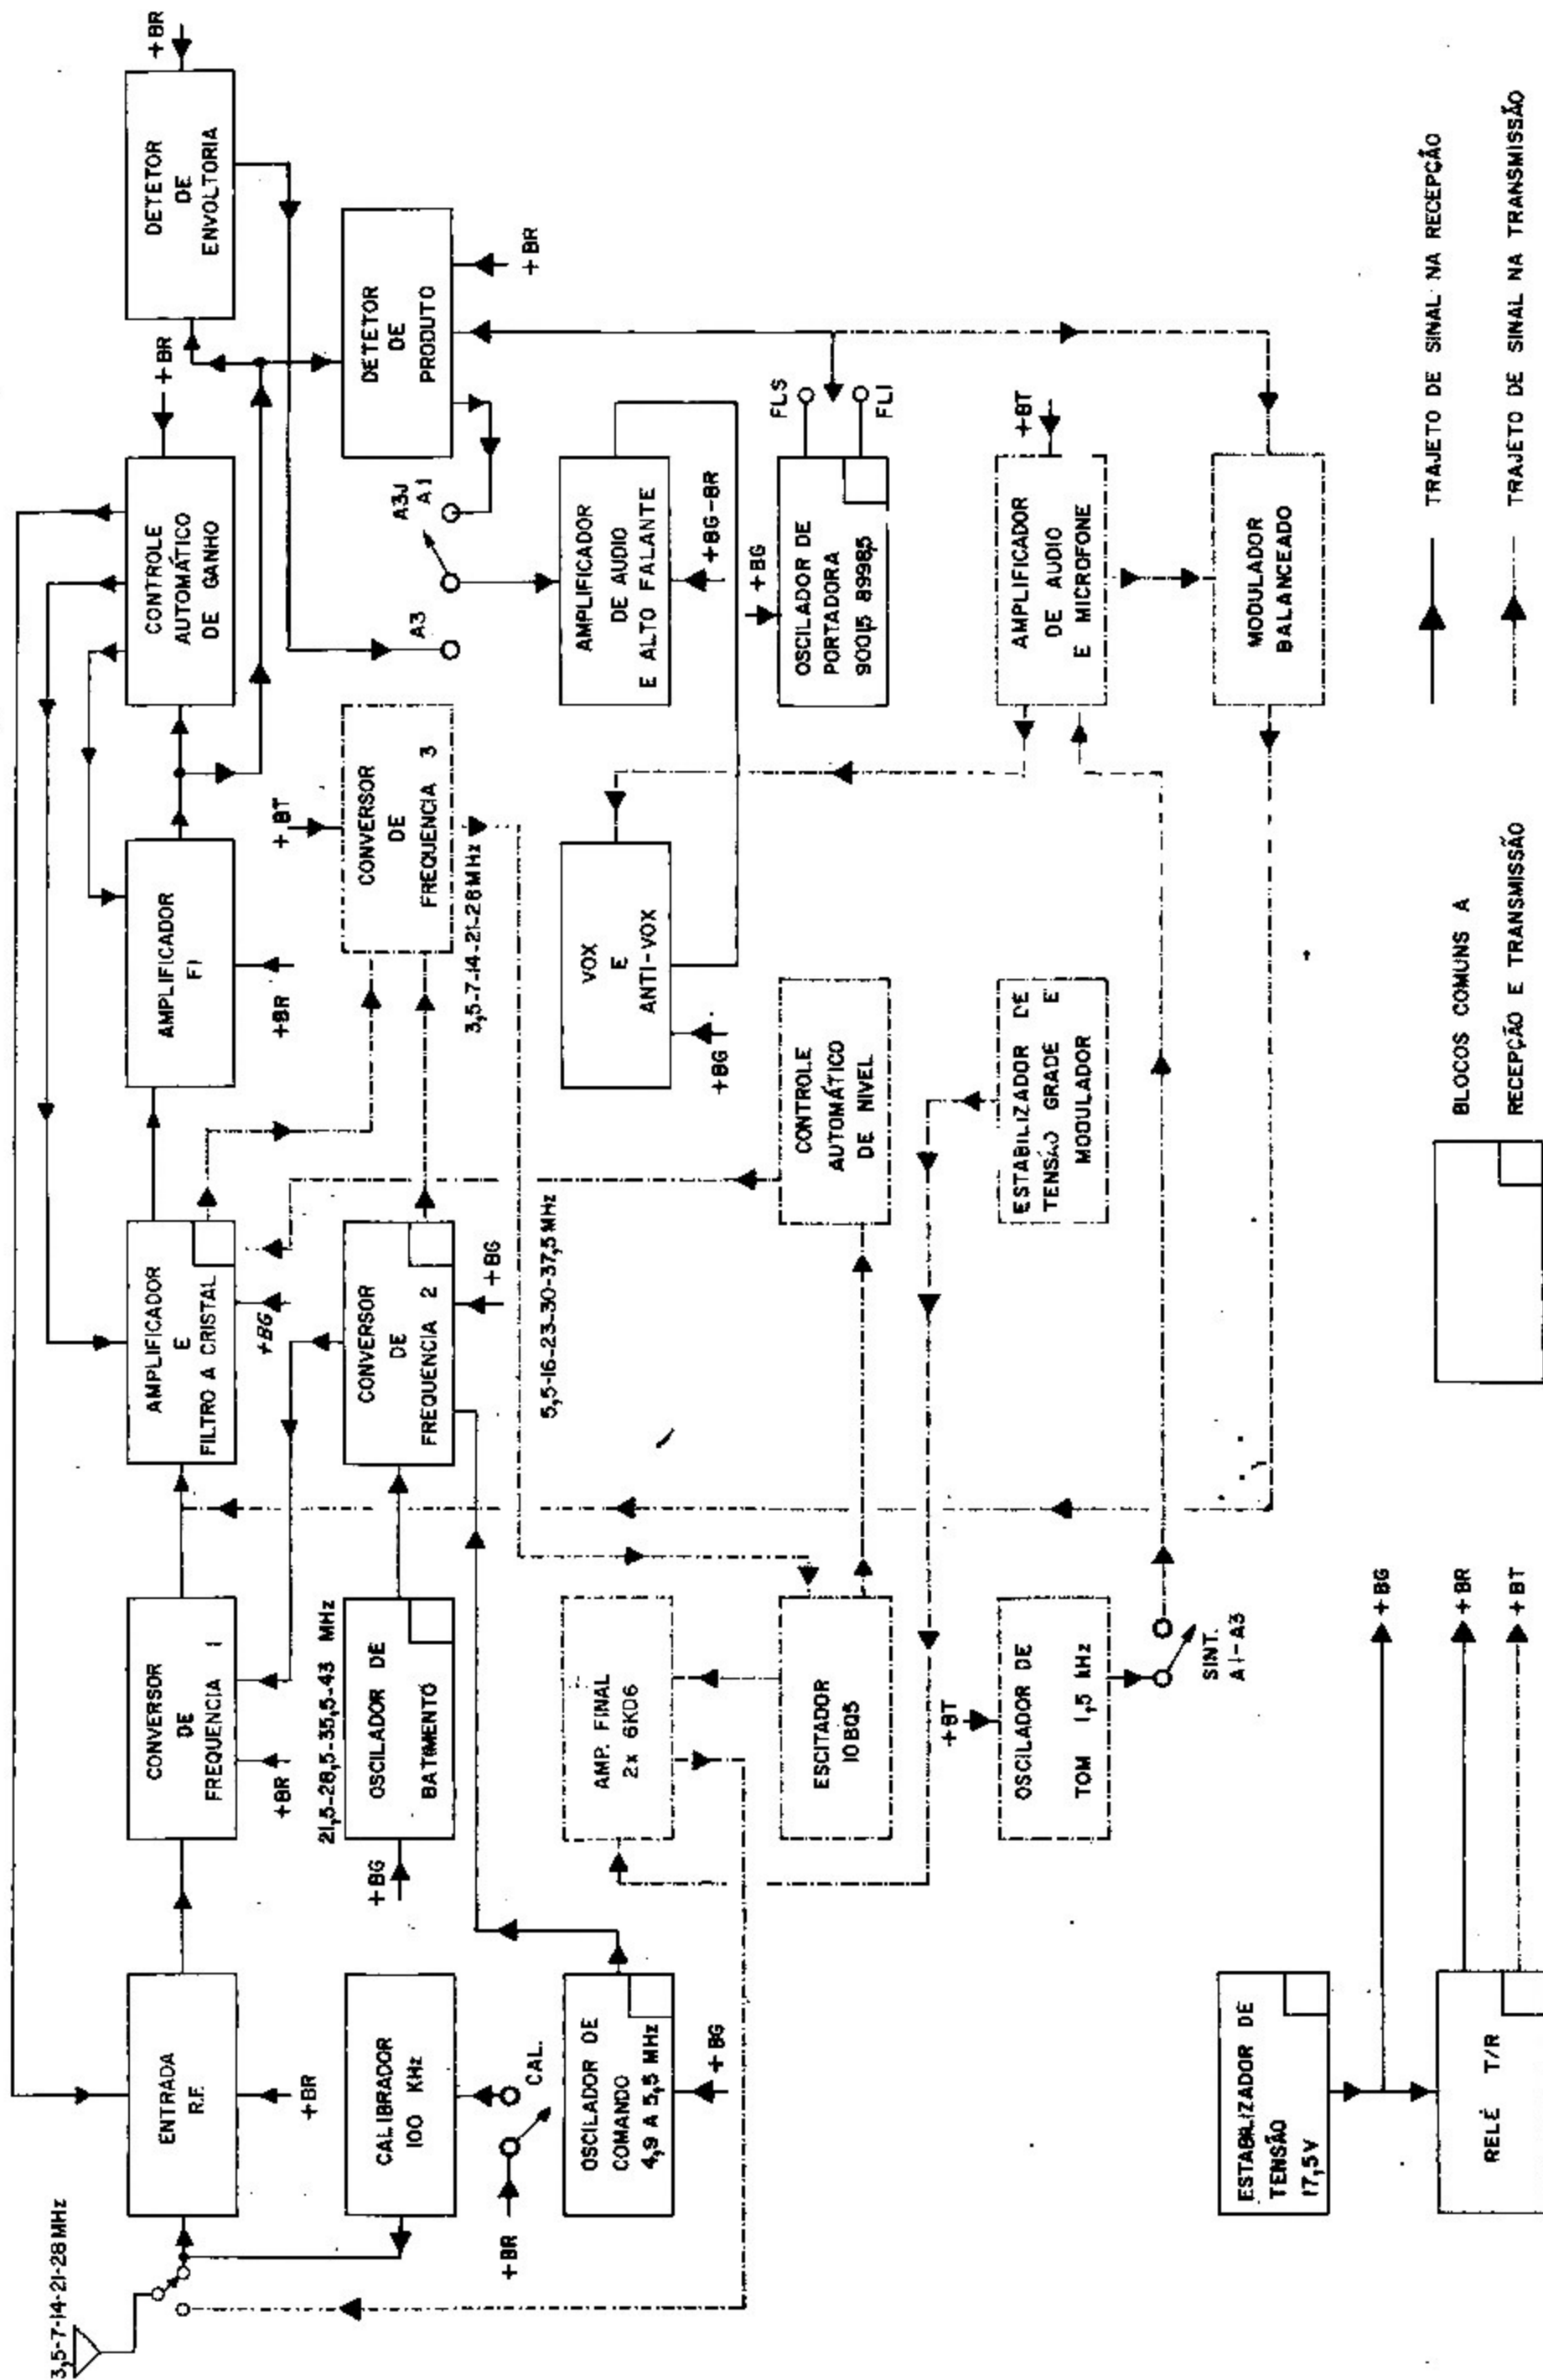 3,5-7-14-21-28MHz
ENTRADA
R.F.
+BR
CONVERSOR
DE
FREQUENCIA 1
+BR
AMPLIFICADOR
E
FILTRO A CRISTAL
+BG
AMPLIFICADOR
FI
+BR
CONTROLE
AUTOMÁTICO
DE GANHO
+BR
DETETOR
DE
ENVOLTORIA
+BR
CALIBRADOR
100 KHz
CAL.
+BR
21,5-28,5-35,5-43 MHz
OSCILADOR DE
BATIMENTO
+BG
CONVERSOR
DE
FREQUENCIA 2
+BG
+BT
CONVERSOR
DE
FREQUENCIA 3
3,5-7-14-21-28MHz
DETETOR
DE
PRODUTO
+BR
A3
A3J
A1
OSCILADOR DE
COMANDO
4,9 A 5,5 MHz
+BG
AMP. FINAL
2x 6KD6
5,5-16-23-30-37,5MHz
VOX
E
ANTI-VOX
+BG
AMPLIFICADOR
DE AUDIO
E ALTO FALANTE
+BG-BR
ESCITADOR
10BQ5
CONTROLE
AUTOMÁTICO
DE NIVEL
+BG
OSCILADOR DE
PORTADORA
9001,5 8998,5
FLS
FLI
+BT
OSCILADOR DE
TOM 1,5 kHz
SINT.
A1-A3
ESTABILIZADOR DE
TENSÃO GRADE E
MODULADOR
AMPLIFICADOR
DE AUDIO
E MICROFONE
+BT
MODULADOR
BALANCEADO
ESTABILIZADOR DE
TENSÃO
17,5V
RELÉ T/R
+BG
+BR
+BT
BLOCOS COMUNS A
RECEPÇÃO E TRANSMISSÃO
TRAJETO DE SINAL NA RECEPÇÃO
TRAJETO DE SINAL NA TRANSMISSÃO